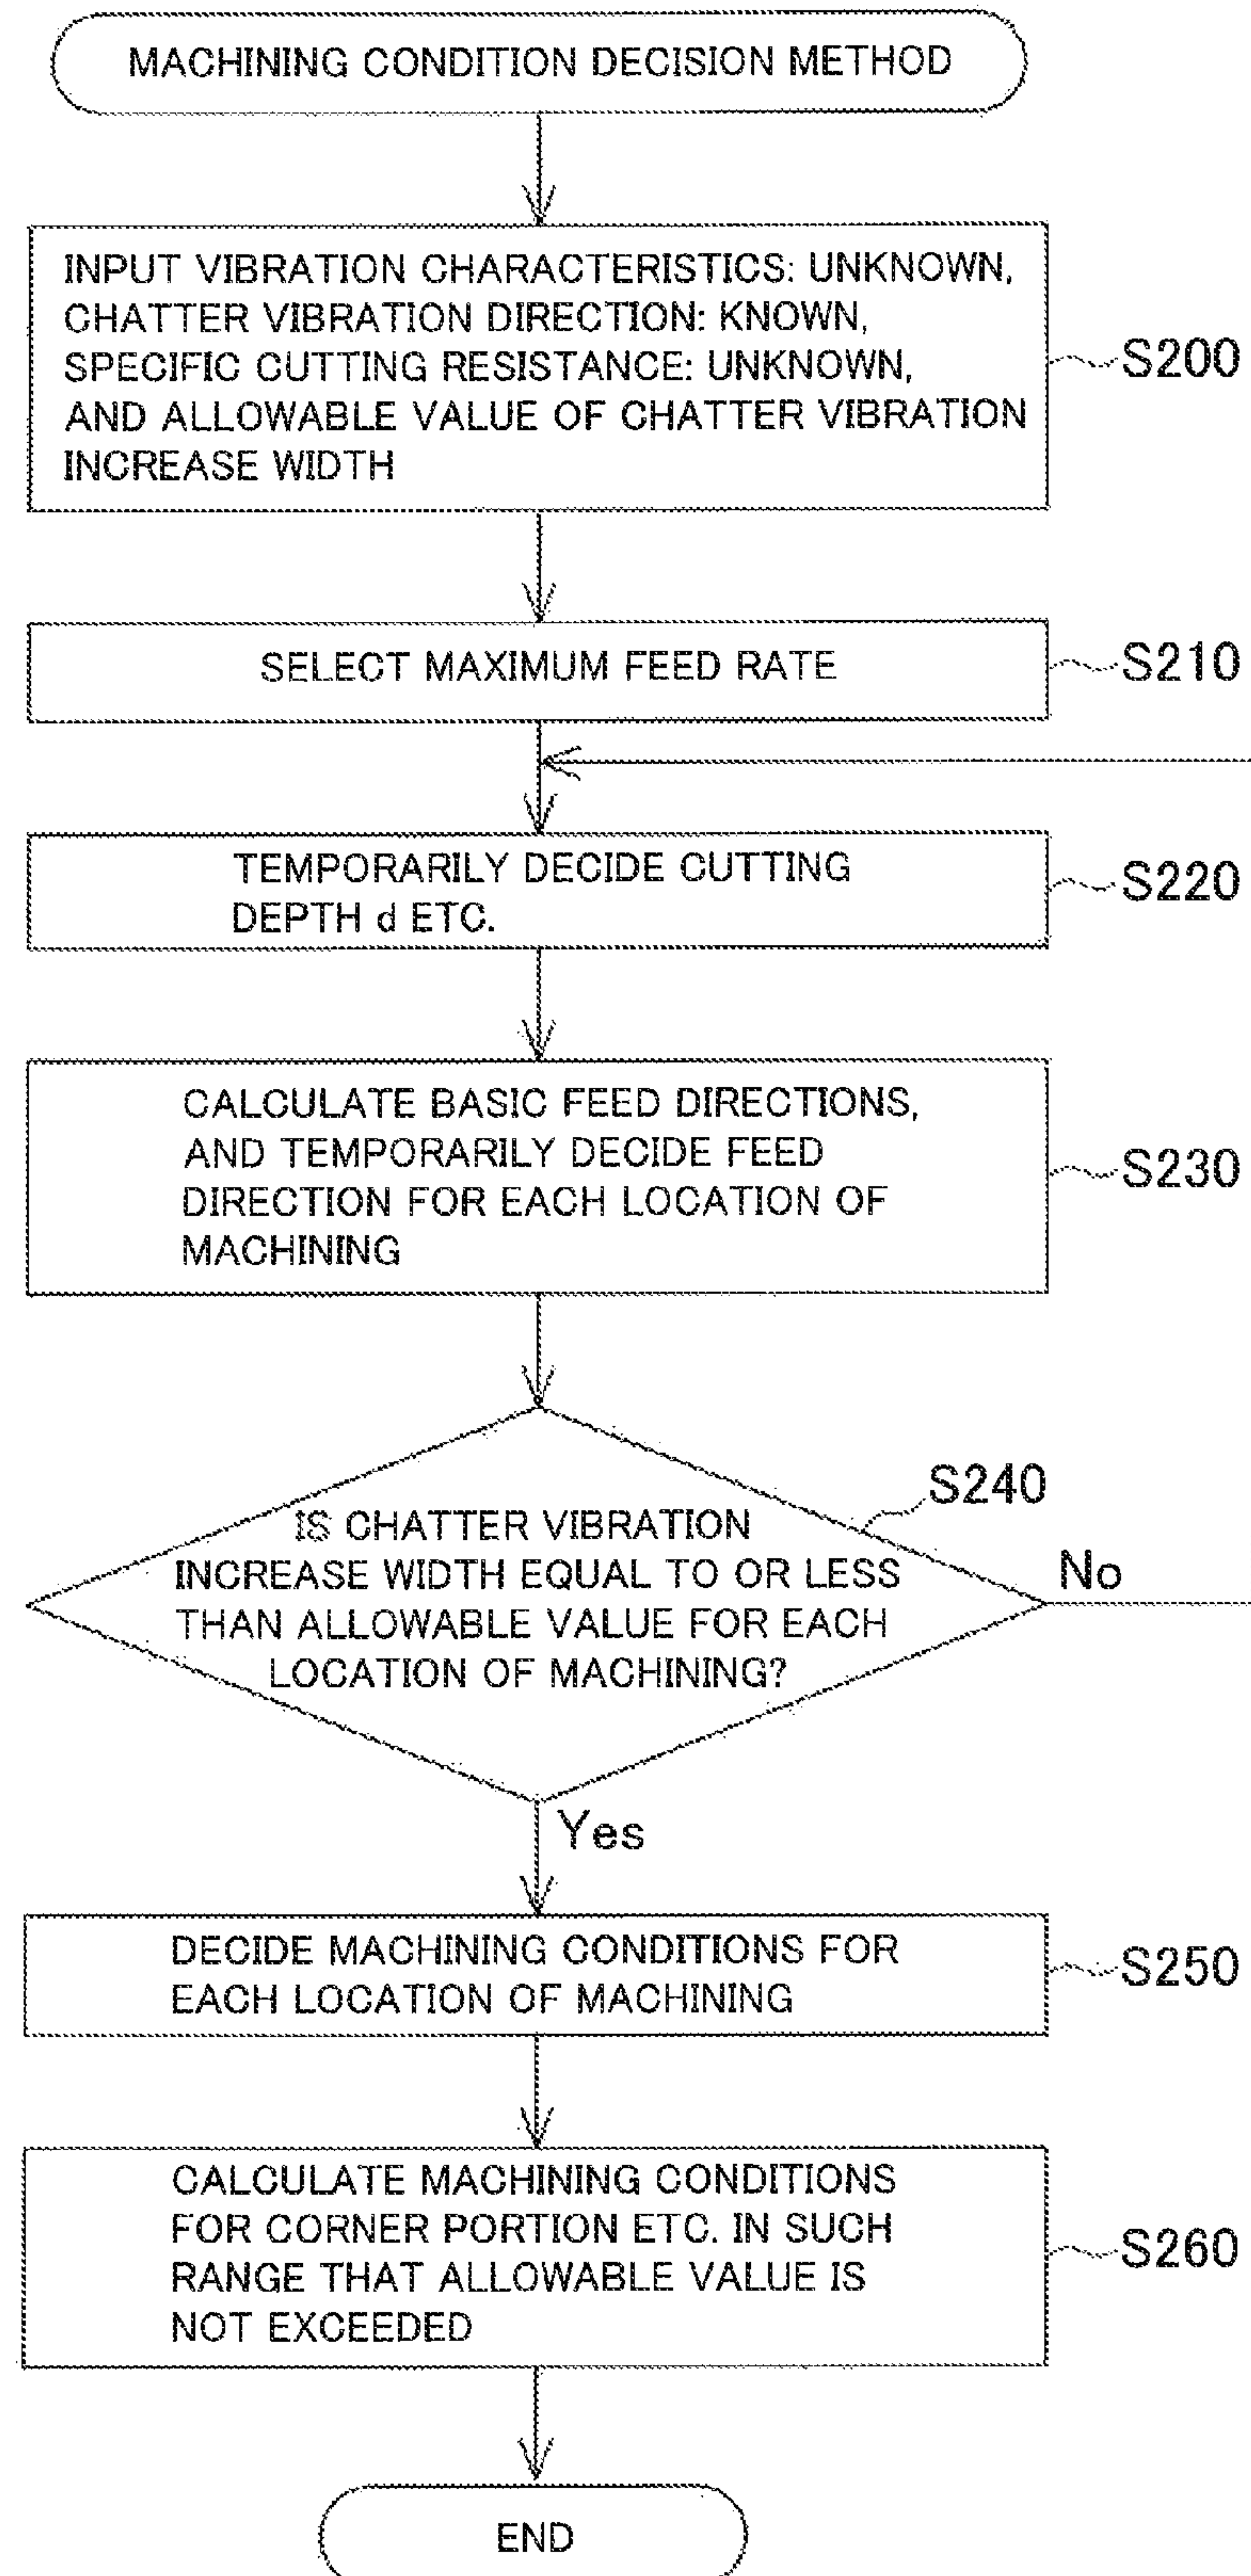 MACHINING CONDITION DECISION METHOD
INPUT VIBRATION CHARACTERISTICS: UNKNOWN,
CHATTER VIBRATION DIRECTION: KNOWN,
SPECIFIC CUTTING RESISTANCE: UNKNOWN,
AND ALLOWABLE VALUE OF CHATTER VIBRATION
INCREASE WIDTH
S200
SELECT MAXIMUM FEED RATE
S210
TEMPORARILY DECIDE CUTTING
DEPTH d ETC.
S220
CALCULATE BASIC FEED DIRECTIONS,
AND TEMPORARILY DECIDE FEED
DIRECTION FOR EACH LOCATION OF
MACHINING
S230
S240
IS CHATTER VIBRATION
INCREASE WIDTH EQUAL TO OR LESS
THAN ALLOWABLE VALUE FOR EACH
LOCATION OF MACHINING?
No
Yes
DECIDE MACHINING CONDITIONS FOR
EACH LOCATION OF MACHINING
S250
CALCULATE MACHINING CONDITIONS
FOR CORNER PORTION ETC. IN SUCH
RANGE THAT ALLOWABLE VALUE IS
NOT EXCEEDED
S260
END